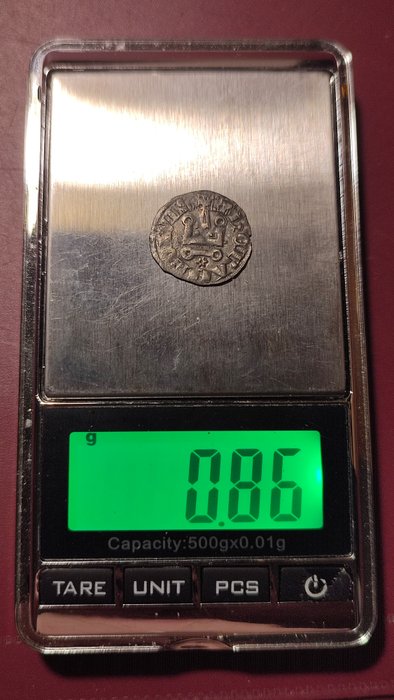 g
0.86
Capacity:500gx0.01g
TARE UNIT PCS